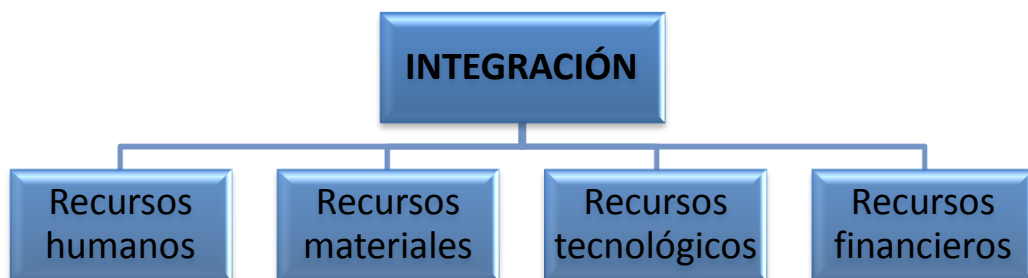 INTEGRACIÓN
Recursos
humanos
Recursos
materiales
Recursos
tecnológicos
Recursos
financieros